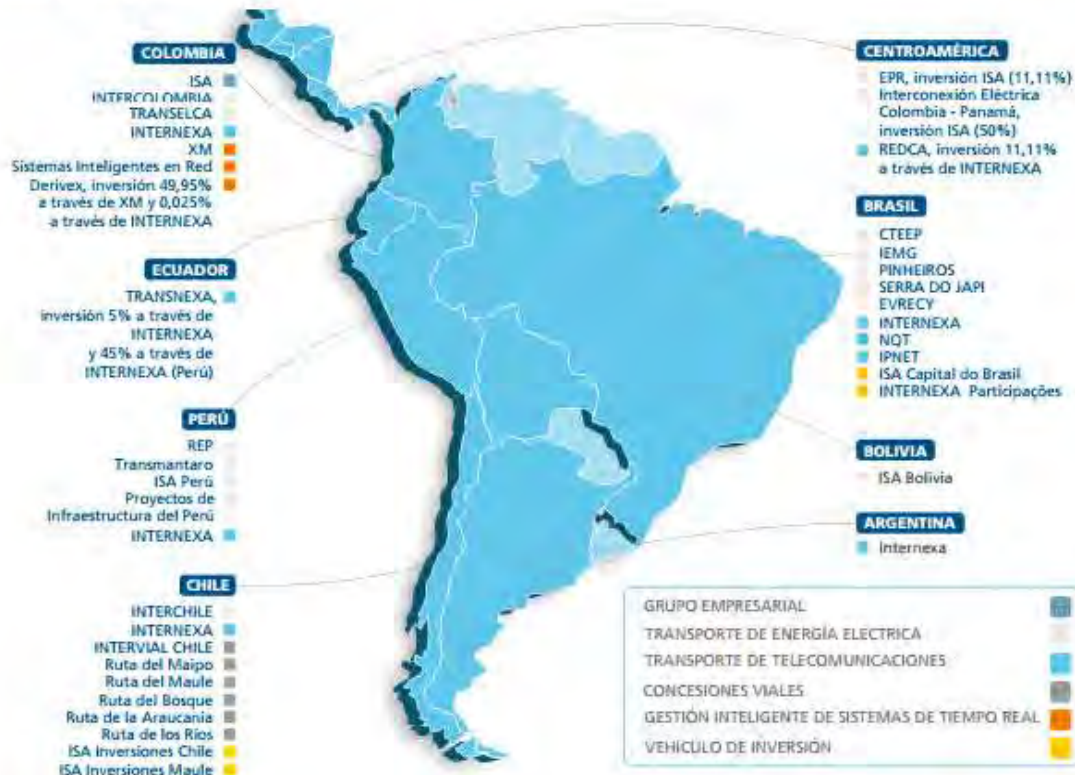 COLOMBIA
ISA
INTERCOLOMBIA
TRANSELCA
INTERNEXA
XM
Sistemas Inteligentes en Red
Derivex, inversión 49,95%
a través de XM y 0,025%
a través de INTERNEXA
ECUADOR
TRANSNEXA,
inversión 5% a través de
INTERNEXA
y 45% a través de
INTERNEXA (Perú)
PERÚ
REP
Transmantaro
ISA Perú
Proyectos de
Infraestructura del Perú
INTERNEXA
CHILE
INTERCHILE
INTERNEXA
INTERVIAL CHILE
Ruta del Maipo
Ruta del Maule
Ruta del Bosque
Ruta de la Araucania
Ruta de los Ríos
ISA Inversiones Chile
ISA Inversiones Maule
CENTROAMÉRICA
EPR, inversión ISA (11,11%)
Interconexión Eléctrica
Colombia - Panamá,
inversión ISA (50%)
REDCA, inversión 11,11%
a través de INTERNEXA
BRASIL
CTEEP
IEMG
PINHEIROS
SERRA DO JAPI
EVRECY
INTERNEXA
NQT
IPNET
ISA Capital do Brasil
INTERNEXA Participações
BOLIVIA
ISA Bolivia
ARGENTINA
Internexa
GRUPO EMPRESARIAL
TRANSPORTE DE ENERGÍA ELECTRICA
TRANSPORTE DE TELECOMUNICACIONES
CONCESIONES VIALES
GESTIÓN INTELIGENTE DE SISTEMAS DE TIEMPO REAL
VEHÍCULO DE INVERSIÓN